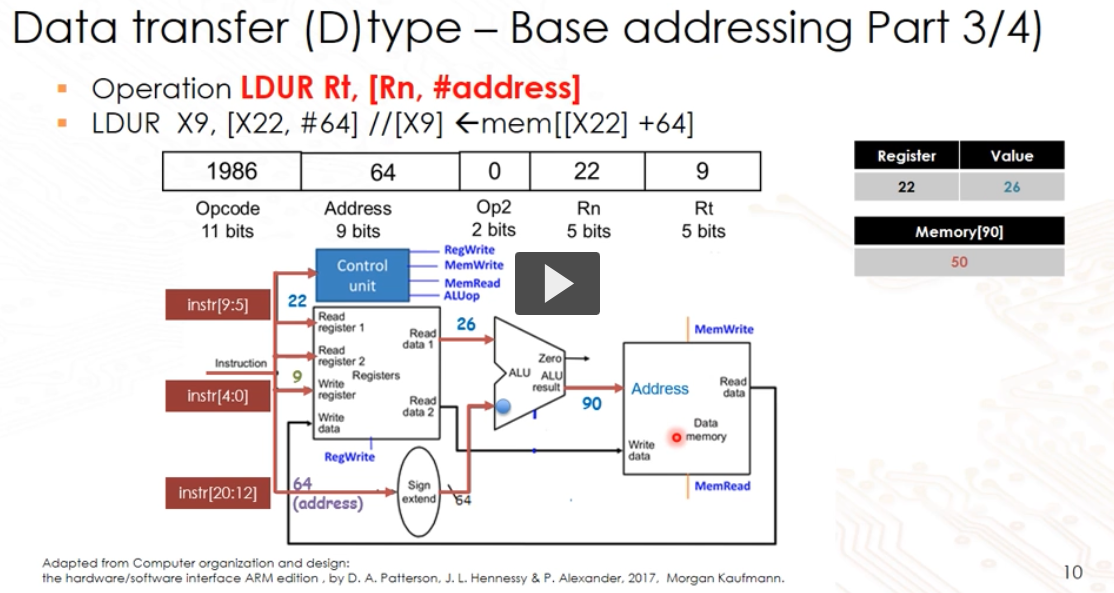 Data transfer (D)type – Base addressing Part 3/4)
▪ Operation LDUR Rt, [Rn, #address]
▪ LDUR X9, [X22, #64] //[X9] ←mem[[X22] +64]
1986 64 0 22 9
Opcode Address Op2 Rn Rt
11 bits 9 bits 2 bits 5 bits 5 bits
Register Value
22 26
Memory[90]
50
Control
unit
RegWrite
MemWrite
MemRead
ALUop
instr[9:5]
22
Read
register 1
Read
data 1
26
Read
register 2
Instruction
Registers
9
Write
register
instr[4:0]
Read
data 2
Write
data
RegWrite
Zero
ALU
ALU
result
90
MemWrite
Address
Read
data
Data
memory
Write
data
MemRead
instr[20:12]
64
(address)
Sign
extend
64
Adapted from Computer organization and design:
the hardware/software interface ARM edition , by D. A. Patterson, J. L. Hennessy & P. Alexander, 2017, Morgan Kaufmann.
10